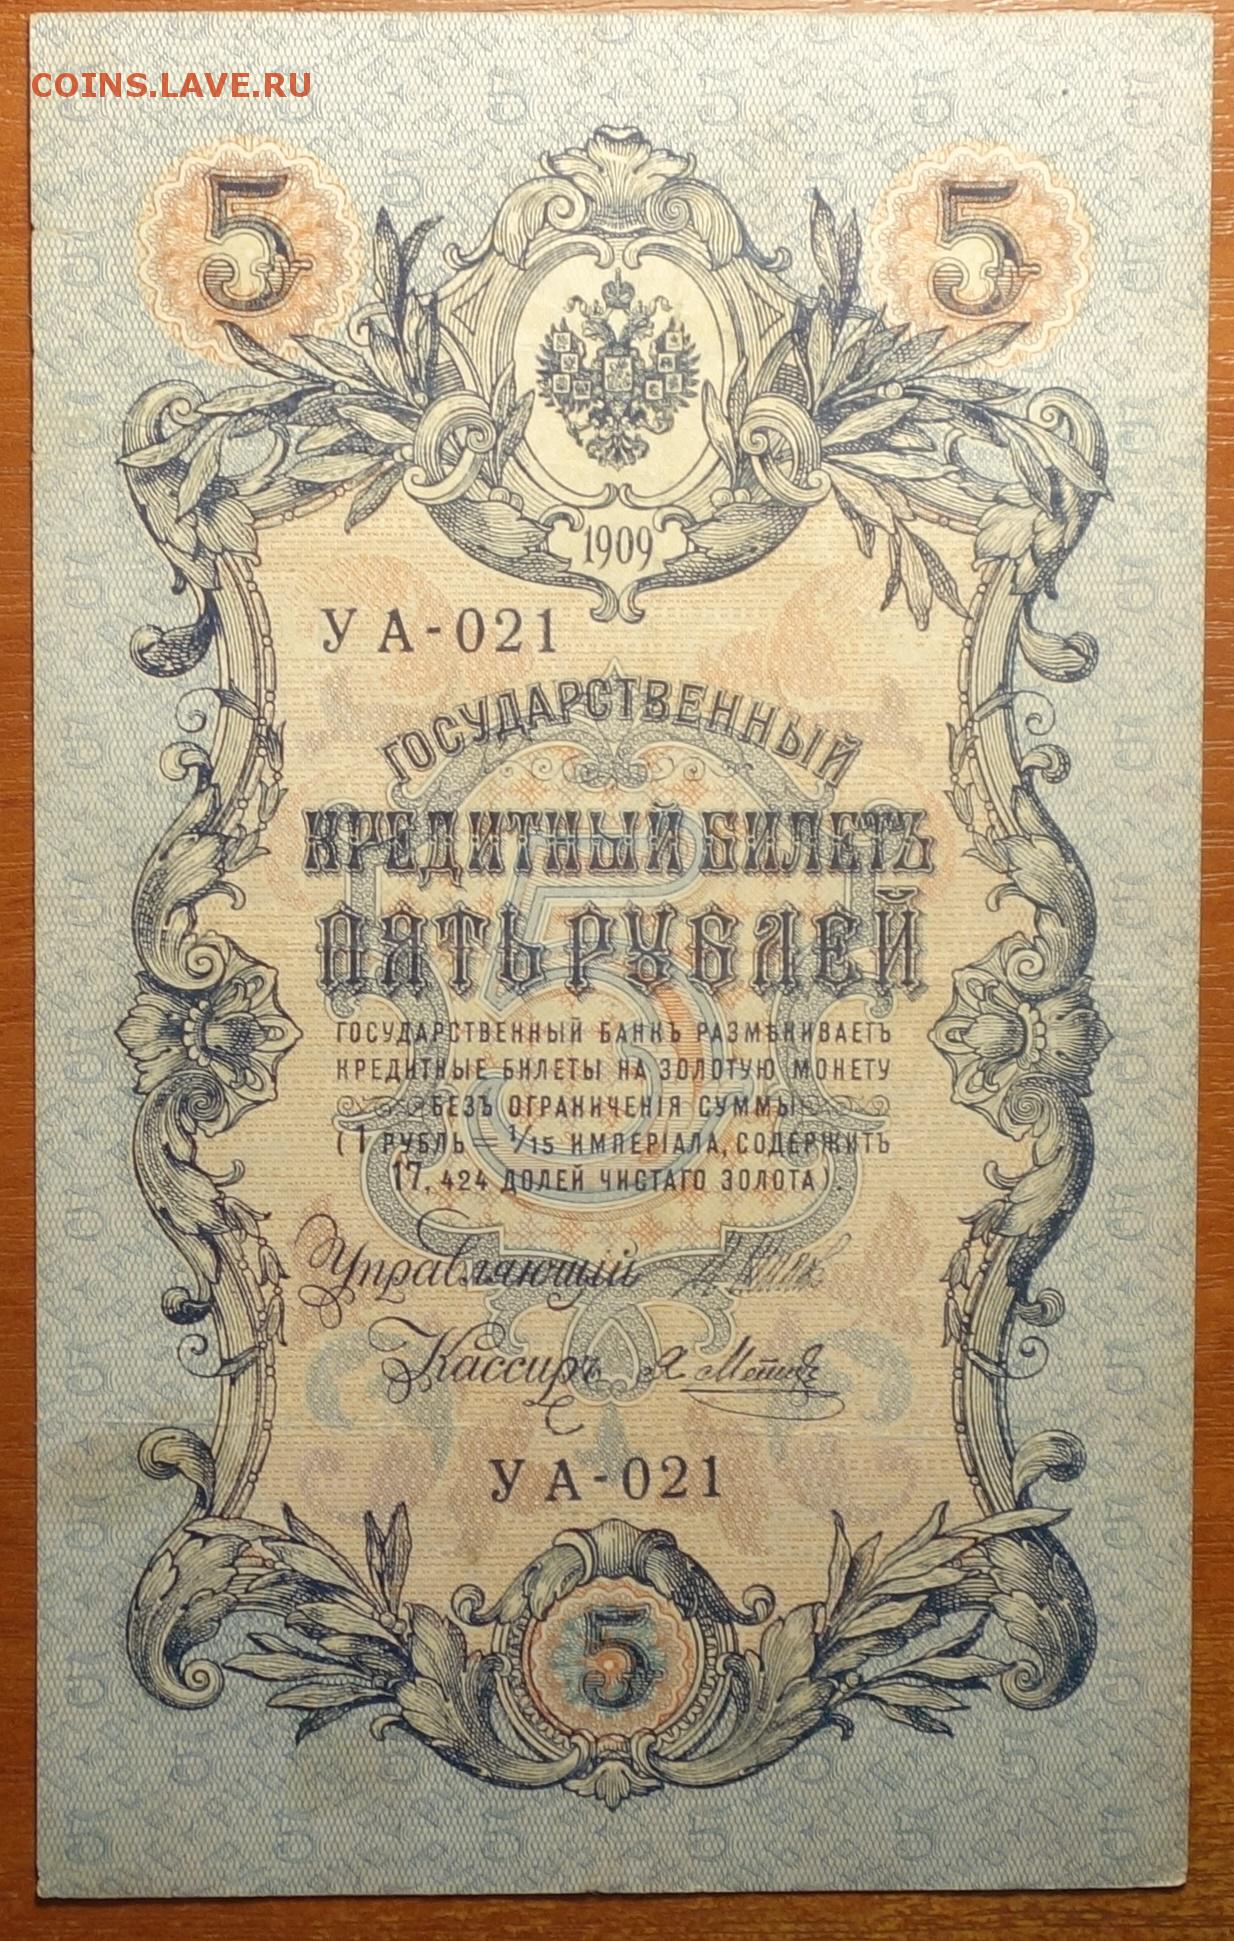 COINS.LAVE.RU
5 5
1909
УА-021
ГОСУДАРСТВЕННЫЙ
КРЕДИТНЫЙ БИЛЕТЪ
ПЯТЬ РУБЛЕЙ
ГОСУДАРСТВЕННЫЙ БАНКЪ РАЗМѢНИВАЕТЪ
КРЕДИТНЫЕ БИЛЕТЫ НА ЗОЛОТУЮ МОНЕТУ
БЕЗЪ ОГРАНИЧЕНІЯ СУММЫ
(1 РУБЛЬ = 1/15 ИМПЕРІАЛА, СОДЕРЖИТЪ
17,424 ДОЛЕЙ ЧИСТАГО ЗОЛОТА).
Управляющій
Кассиръ
УА-021
5